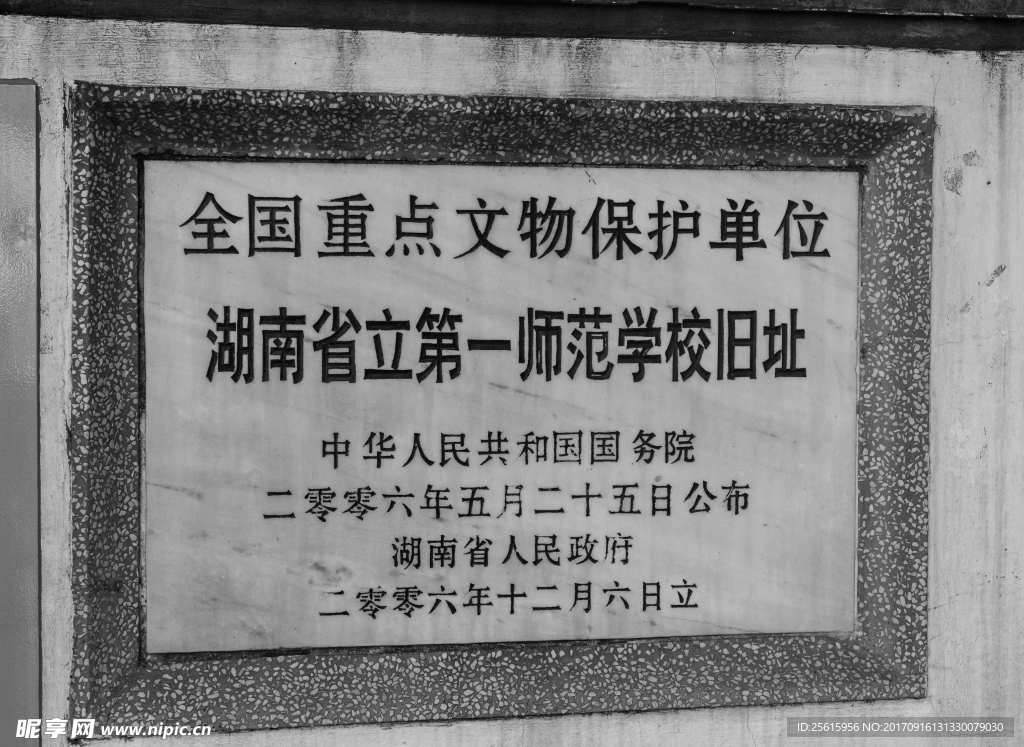 全国重点文物保护单位
湖南省立第一师范学校旧址
中华人民共和国国务院
二零零六年五月二十五日公布
湖南省人民政府
二零零六年十二月六日立
昵享网 www.nipic.cn
ID:25615956 NO:20170916131330079030